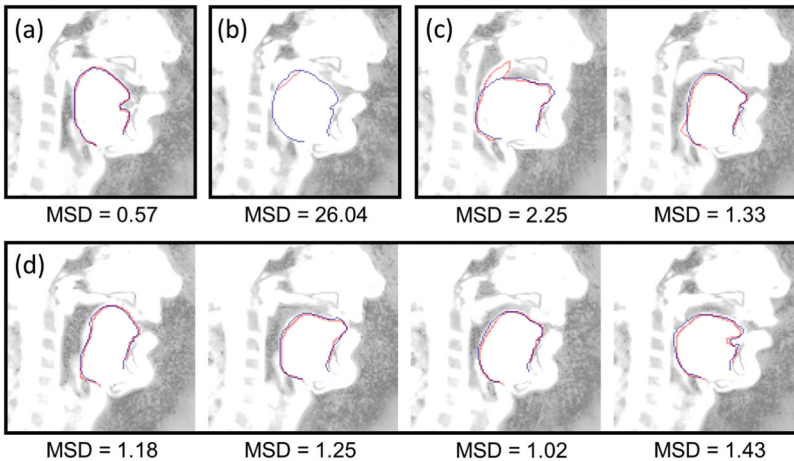 (a) (b) (c)
MSD = 0.57 MSD = 26.04 MSD = 2.25 MSD = 1.33
(d)
MSD = 1.18 MSD = 1.25 MSD = 1.02 MSD = 1.43